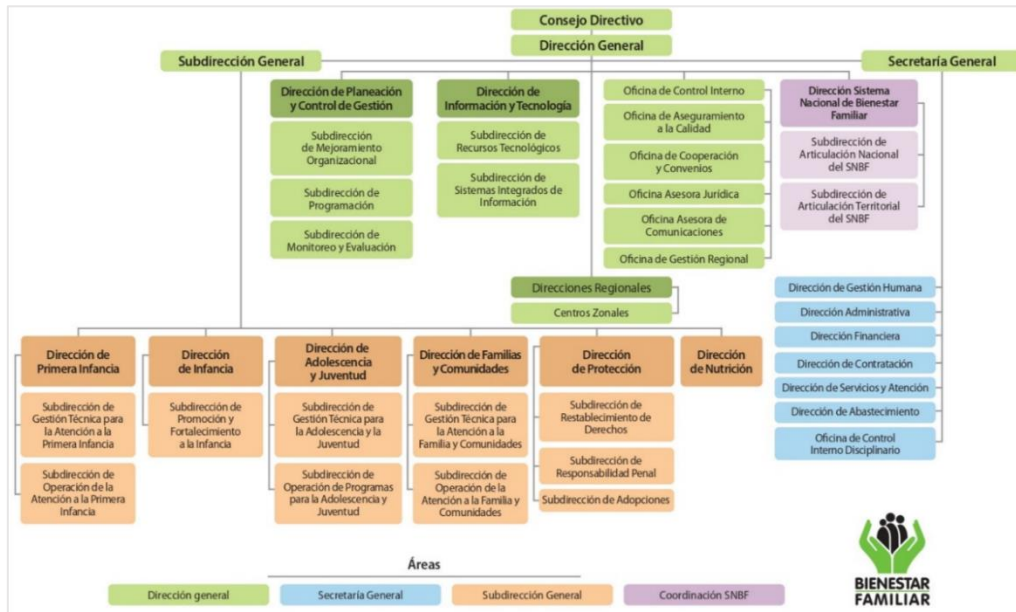 Consejo Directivo
Dirección General
Subdirección General
Secretaría General
Dirección de Planeación
y Control de Gestión
Subdirección
de Mejoramiento
Organizacional
Subdirección de
Programación
Subdirección de
Monitoreo y Evaluación
Dirección de
Información y Tecnología
Subdirección de
Recursos Tecnológicos
Subdirección de
Sistemas Integrados de
Información
Oficina de Control Interno
Oficina de Aseguramiento
a la Calidad
Oficina de Cooperación
y Convenios
Oficina Asesora Jurídica
Oficina Asesora de
Comunicaciones
Oficina de Gestión Regional
Dirección Sistema
Nacional de Bienestar
Familiar
Subdirección de
Articulación Nacional
del SNBF
Subdirección de
Articulación Territorial
del SNBF
Direcciones Regionales
Centros Zonales
Dirección de Gestión Humana
Dirección Administrativa
Dirección Financiera
Dirección de Contratación
Dirección de Servicios y Atención
Dirección de Abastecimiento
Oficina de Control
Interno Disciplinario
Dirección de
Primera Infancia
Subdirección de
Gestión Técnica para
la Atención a la
Primera Infancia
Subdirección de
Operación de la
Atención a la Primera
Infancia
Dirección
de Infancia
Subdirección de
Promoción y
Fortalecimiento
a la Infancia
Dirección de
Adolescencia
y Juventud
Subdirección de
Gestión Técnica para
la Adolescencia y la
Juventud
Subdirección de
Operación de Programas
para la Adolescencia y
Juventud
Dirección de Familias
y Comunidades
Subdirección de
Gestión Técnica para
la Atención a la
Familia y Comunidades
Subdirección de
Operación de la
Atención a la Familia y
Comunidades
Dirección
de Protección
Subdirección de
Restablecimiento de
Derechos
Subdirección de
Responsabilidad Penal
Subdirección de Adopciones
Dirección
de Nutrición
Áreas
Dirección general
Secretaría General
Subdirección General
Coordinación SNBF
BIENESTAR
FAMILIAR